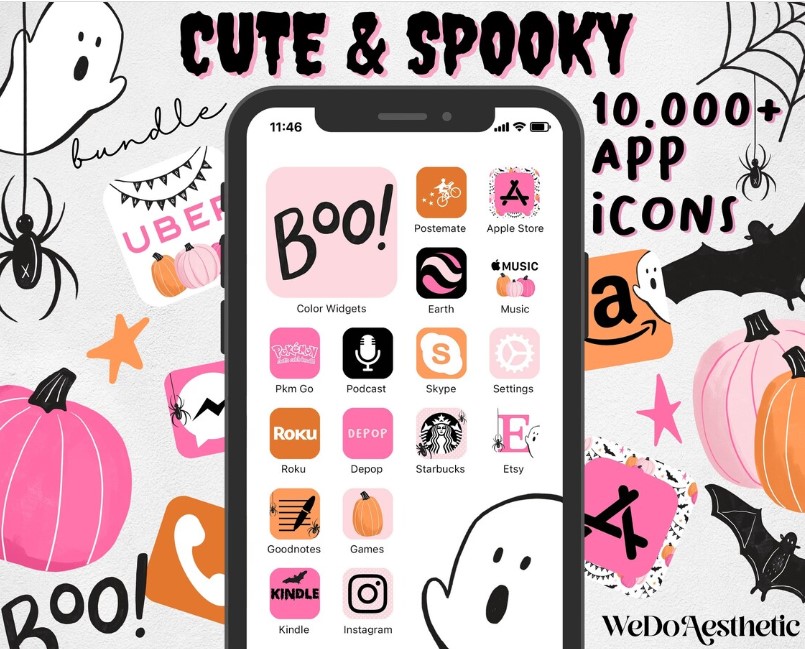 CUTE & SPOOKY
bundle
10.000+
APP
iCONS
UBER
11:46
BOO!
Color Widgets
Postemate
Apple Store
Earth
MUSIC
Music
Pkm Go
Podcast
S
Skype
Settings
Roku
Roku
DEPOP
Depop
Starbucks
E
Etsy
Goodnotes
Games
KINDLE
Kindle
Instagram
a
BOO!
WeDoAesthetic